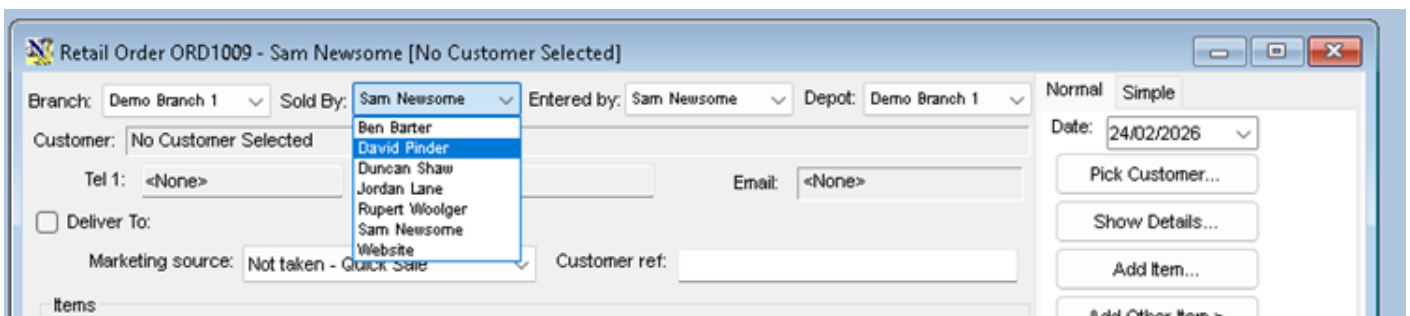 Retail Order ORD1009 - Sam Newsome [No Customer Selected]
Branch: Demo Branch 1 Sold By: Sam Newsome Entered by: Sam Newsome Depot: Demo Branch 1
Normal Simple
Ben Barter
David Pinder
Duncan Shaw
Jordan Lane
Rupert Woolger
Sam Newsome
Website
Customer: No Customer Selected
Date: 24/02/2026
Tel 1: <None>
Email: <None>
Pick Customer...
Deliver To:
Show Details...
Marketing source: Not taken - Quick Sale Customer ref:
Add Item...
Items
Add Other Item >